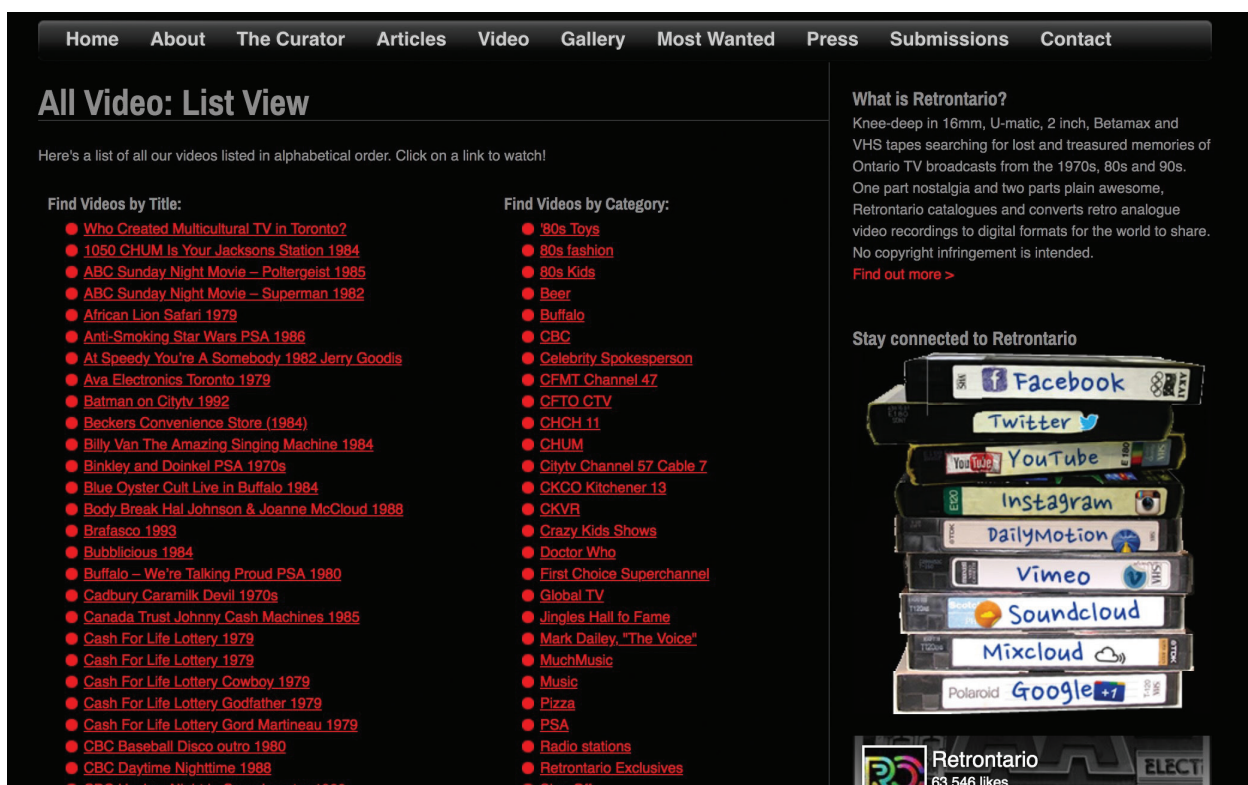 Home About The Curator Articles Video Gallery Most Wanted Press Submissions Contact
All Video: List View
Here's a list of all our videos listed in alphabetical order. Click on a link to watch!
Find Videos by Title:
Who Created Multicultural TV in Toronto?
1050 CHUM Is Your Jacksons Station 1984
ABC Sunday Night Movie – Poltergeist 1985
ABC Sunday Night Movie – Superman 1982
African Lion Safari 1979
Anti-Smoking Star Wars PSA 1986
At Speedy You're A Somebody 1982 Jerry Goodis
Ava Electronics Toronto 1979
Batman on Citytv 1992
Beckers Convenience Store (1984)
Billy Van The Amazing Singing Machine 1984
Binkley and Doinkel PSA 1970s
Blue Oyster Cult Live in Buffalo 1984
Body Break Hal Johnson & Joanne McCloud 1988
Brafasco 1993
Bubblicious 1984
Buffalo – We're Talking Proud PSA 1980
Cadbury Caramilk Devil 1970s
Canada Trust Johnny Cash Machines 1985
Cash For Life Lottery 1979
Cash For Life Lottery 1979
Cash For Life Lottery Cowboy 1979
Cash For Life Lottery Godfather 1979
Cash For Life Lottery Gord Martineau 1979
CBC Baseball Disco outro 1980
CBC Daytime Nighttime 1988
Find Videos by Category:
'80s Toys
80s fashion
80s Kids
Beer
Buffalo
CBC
Celebrity Spokesperson
CFMT Channel 47
CFTO CTV
CHCH 11
CHUM
Citytv Channel 57 Cable 7
CKCO Kitchener 13
CKVR
Crazy Kids Shows
Doctor Who
First Choice Superchannel
Global TV
Jingles Hall fo Fame
Mark Dailey, "The Voice"
MuchMusic
Music
Pizza
PSA
Radio stations
Retrontario Exclusives
What is Retrontario?
Knee-deep in 16mm, U-matic, 2 inch, Betamax and
VHS tapes searching for lost and treasured memories of
Ontario TV broadcasts from the 1970s, 80s and 90s.
One part nostalgia and two parts plain awesome,
Retrontario catalogues and converts retro analogue
video recordings to digital formats for the world to share.
No copyright infringement is intended.
Find out more >
Stay connected to Retrontario
VHS Facebook AKAI
E180 Twitter
YouTube YouTube E 180
E120 Instagram
TDK DailyMotion
Vimeo
Soundcloud
Mixcloud TDK
Polaroid Google +1 T-120
Retrontario
63,546 likes
ELECT